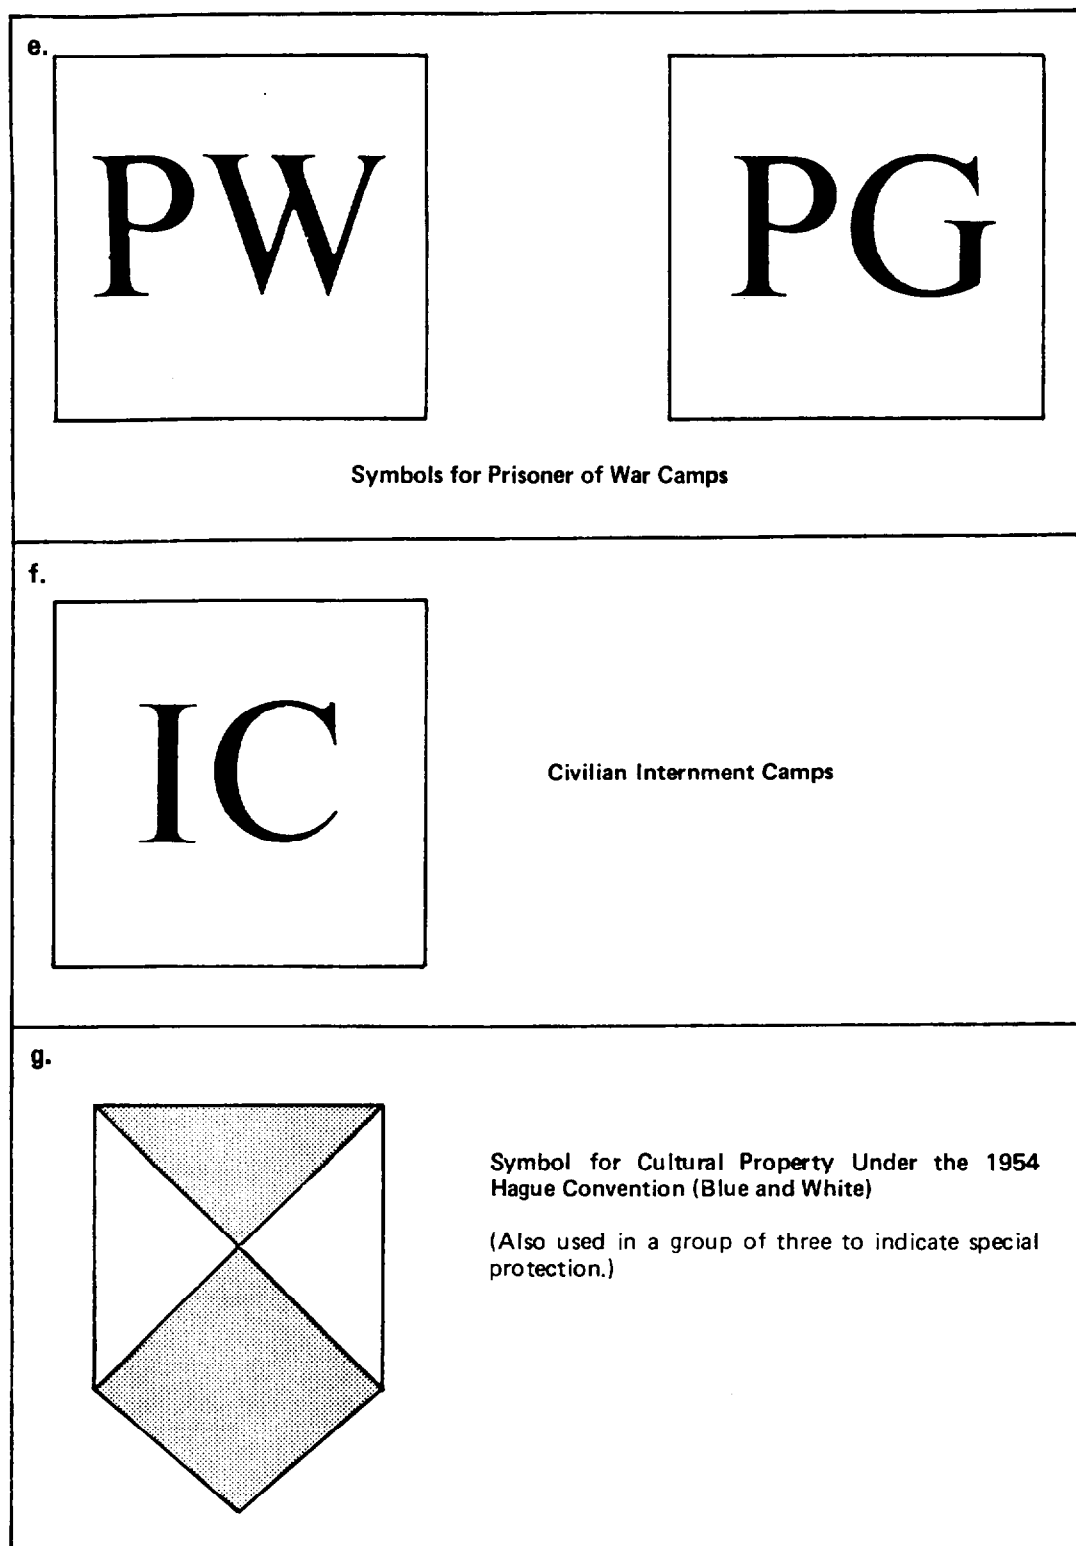 e.
PW
PG
Symbols for Prisoner of War Camps
f.
IC
Civilian Internment Camps
g.
Symbol for Cultural Property Under the 1954
Hague Convention (Blue and White)
(Also used in a group of three to indicate special
protection.)